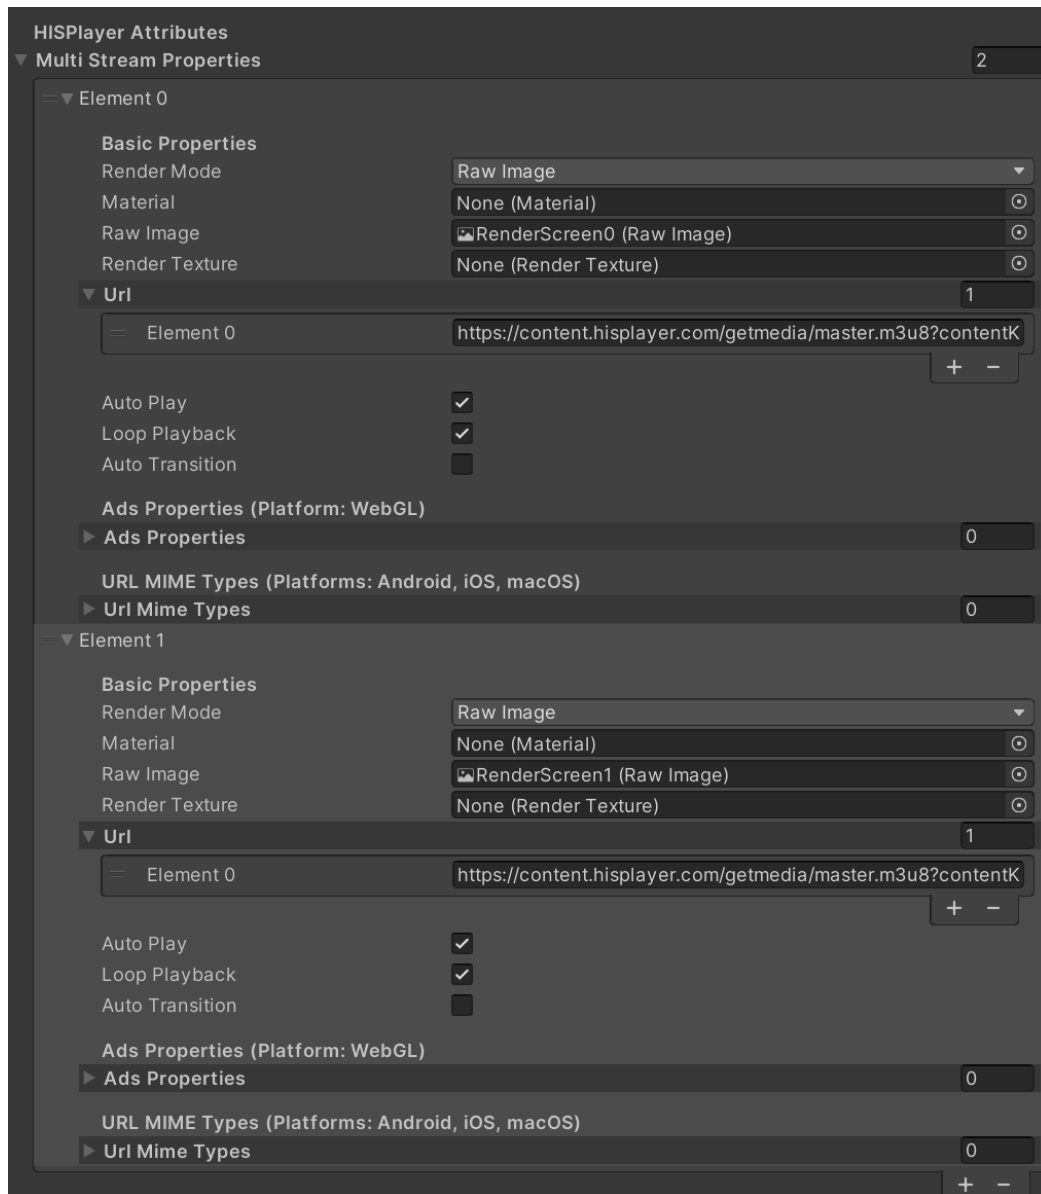 HISPlayer Attributes
Multi Stream Properties 2
Element 0
Basic Properties
Render Mode Raw Image
Material None (Material)
Raw Image RenderScreen0 (Raw Image)
Render Texture None (Render Texture)
Url 1
Element 0 https://content.hisplayer.com/getmedia/master.m3u8?contentK
+ −
Auto Play
Loop Playback
Auto Transition
Ads Properties (Platform: WebGL)
Ads Properties 0
URL MIME Types (Platforms: Android, iOS, macOS)
Url Mime Types 0
Element 1
Basic Properties
Render Mode Raw Image
Material None (Material)
Raw Image RenderScreen1 (Raw Image)
Render Texture None (Render Texture)
Url 1
Element 0 https://content.hisplayer.com/getmedia/master.m3u8?contentK
+ −
Auto Play
Loop Playback
Auto Transition
Ads Properties (Platform: WebGL)
Ads Properties 0
URL MIME Types (Platforms: Android, iOS, macOS)
Url Mime Types 0
+ −